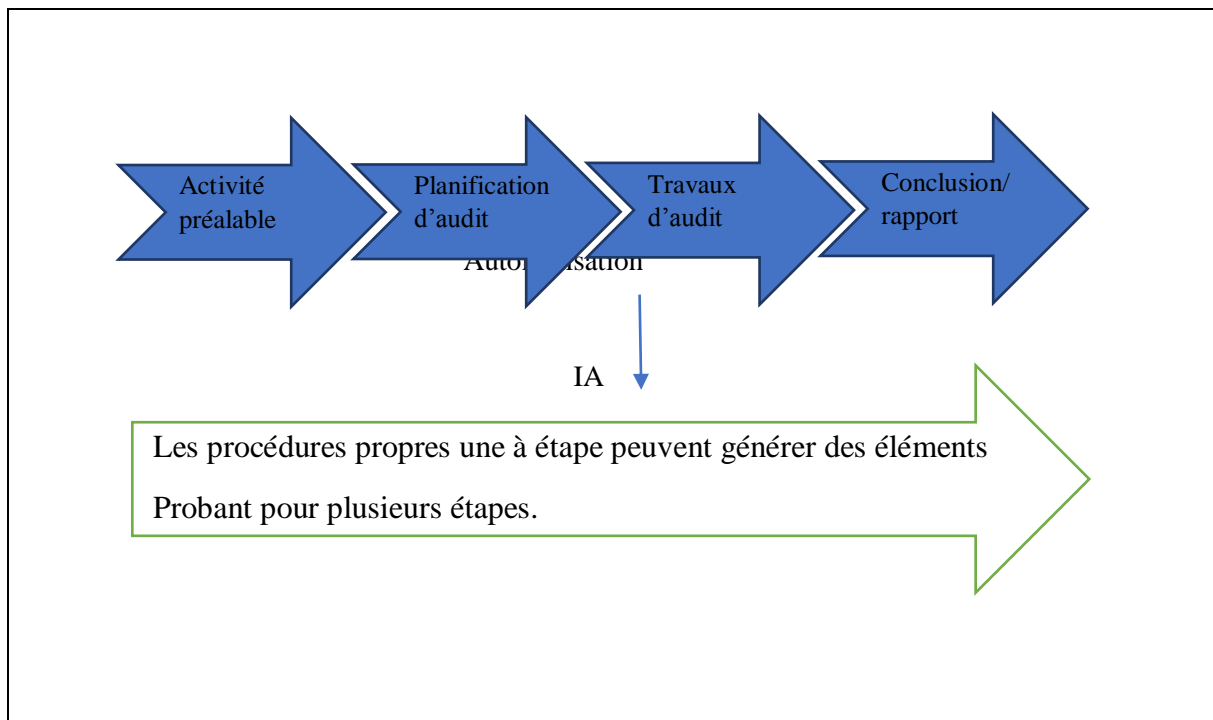 Activité
préalable
Planification
d’audit
Travaux
d’audit
Conclusion/
rapport
IA
Les procédures propres une à étape peuvent générer des éléments
Probant pour plusieurs étapes.